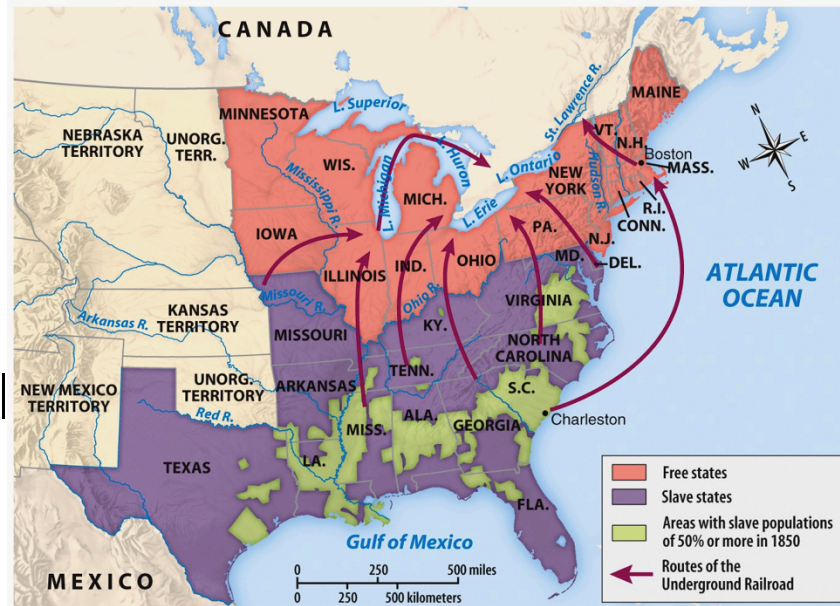 CANADA
MAINE
St. Lawrence R.
L. Superior
MINNESOTA
VT.
N.H.
NEBRASKA
TERRITORY
UNORG.
TERR.
L. Huron
L. Ontario
Boston
MASS.
WIS.
Mississippi R.
L. Michigan
NEW
YORK
Hudson R.
MICH.
R.I.
CONN.
L. Erie
PA.
N.J.
IOWA
ILLINOIS
IND.
OHIO
MD.
DEL.
N
E
S
W
ATLANTIC
OCEAN
Ohio R.
VIRGINIA
Missouri R.
KANSAS
TERRITORY
Arkansas R.
MISSOURI
KY.
NORTH
CAROLINA
NEW MEXICO
TERRITORY
UNORG.
TERRITORY
ARKANSAS
TENN.
S.C.
Red R.
MISS.
ALA.
GEORGIA
Charleston
TEXAS
LA.
FLA.
Gulf of Mexico
MEXICO
0 250 500 miles
0 250 500 kilometers
Free states
Slave states
Areas with slave populations
of 50% or more in 1850
Routes of the
Underground Railroad